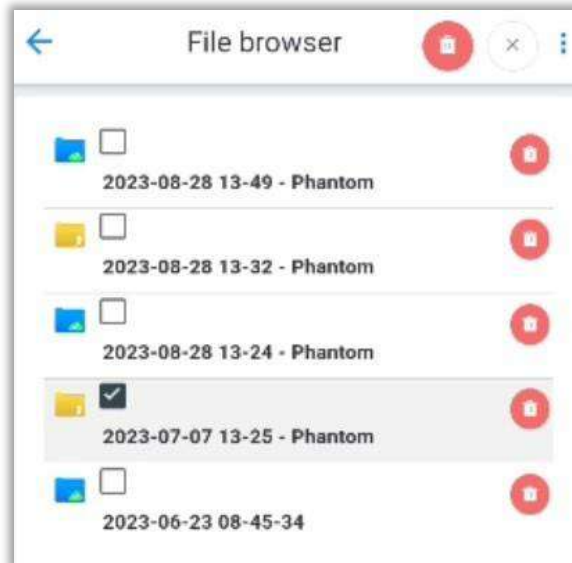 File browser
2023-08-28 13-49 - Phantom
2023-08-28 13-32 - Phantom
2023-08-28 13-24 - Phantom
2023-07-07 13-25 - Phantom
2023-06-23 08-45-34